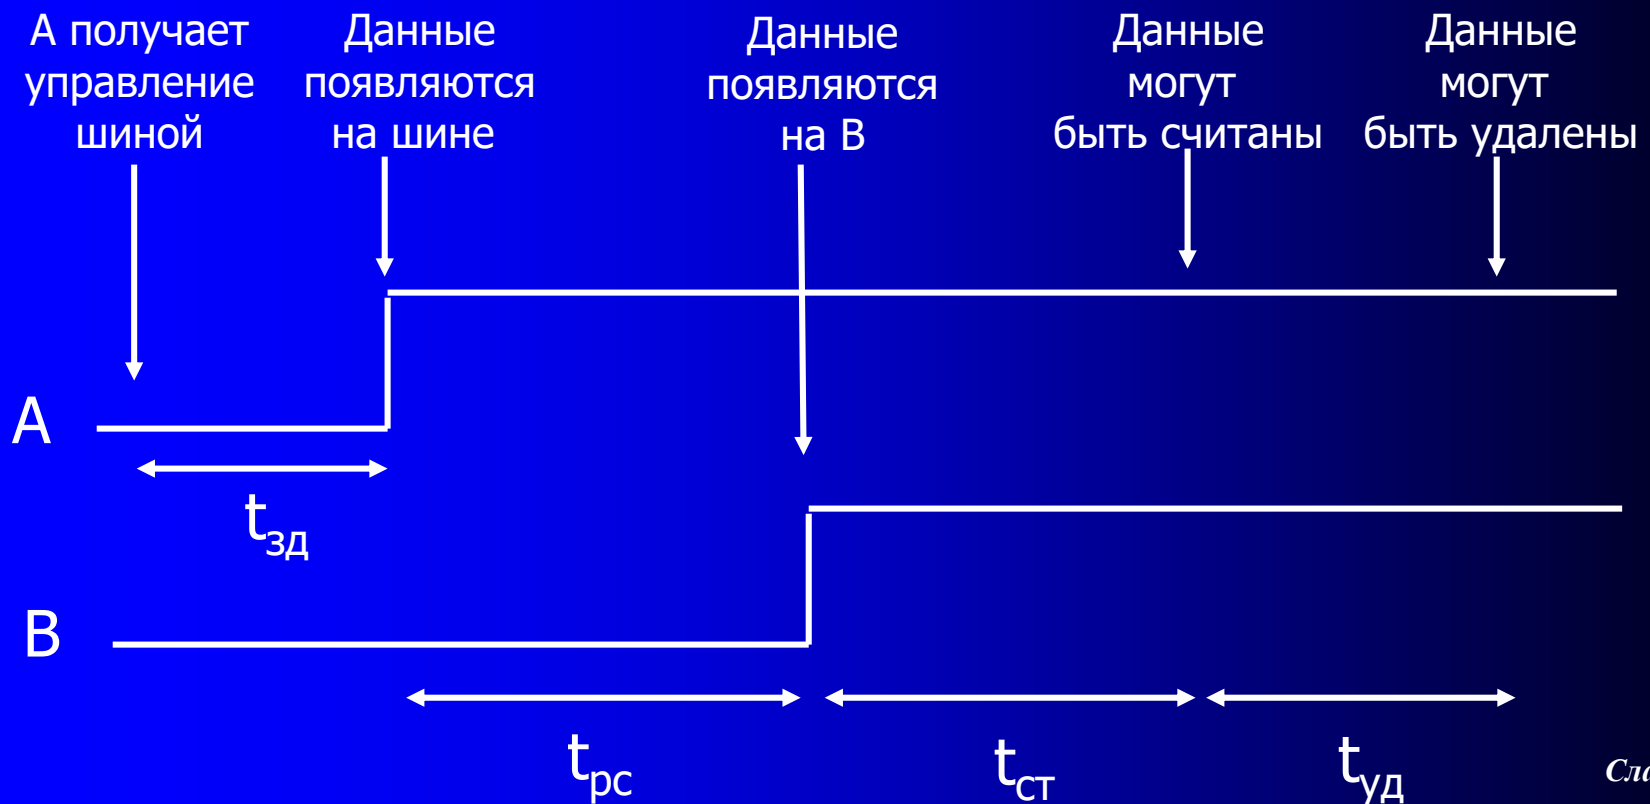 А получает
управление
шиной
Данные
появляются
на шине
Данные
появляются
на В
Данные
могут
быть считаны
Данные
могут
быть удалены
А
tзд
В
tрс
tст
tуд